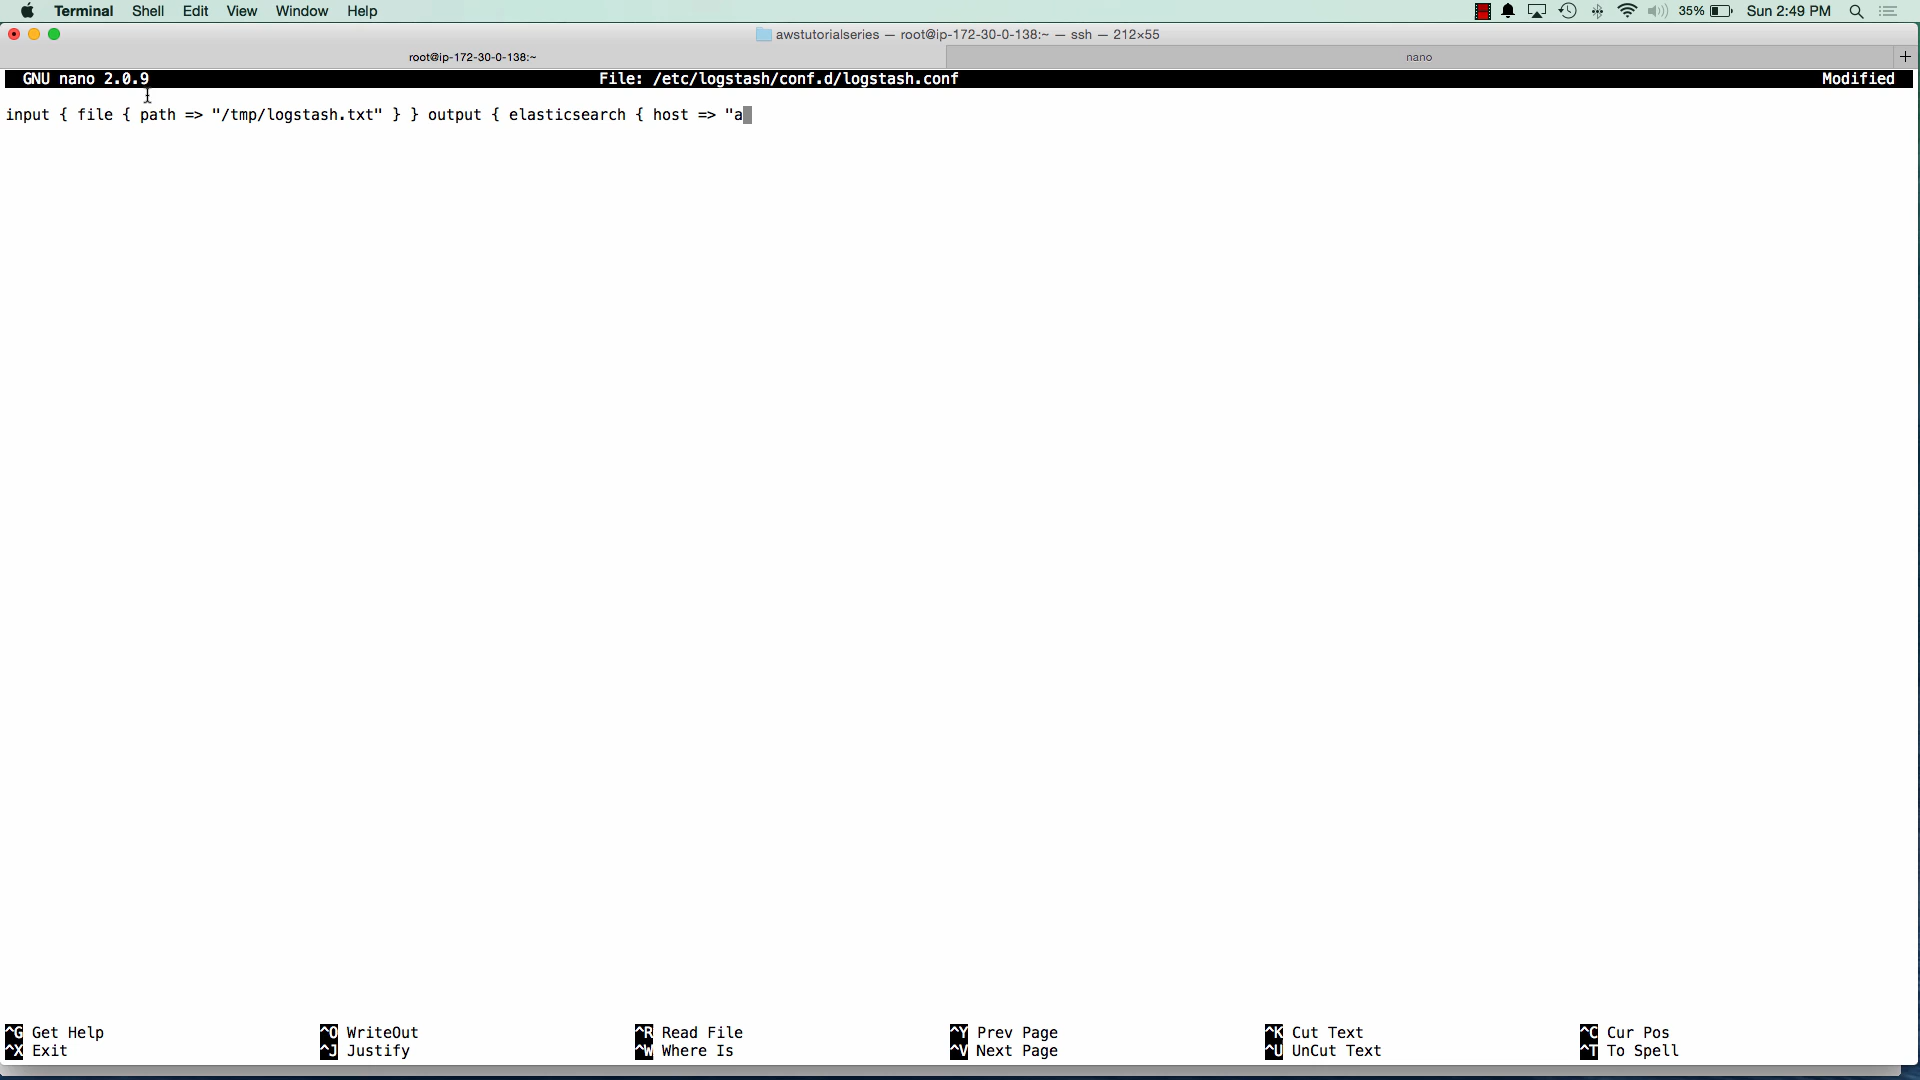 Terminal Shell Edit View Window Help 35% Sun 2:49 PM
awstutorialseries — root@ip-172-30-0-138:~ — ssh — 212×55
root@ip-172-30-0-138:~ nano +
GNU nano 2.0.9 File: /etc/logstash/conf.d/logstash.conf Modified
input { file { path => "/tmp/logstash.txt" } } output { elasticsearch { host => "a
^G Get Help ^O WriteOut ^R Read File ^Y Prev Page ^K Cut Text ^C Cur Pos
^X Exit ^J Justify ^W Where Is ^V Next Page ^U UnCut Text ^T To Spell